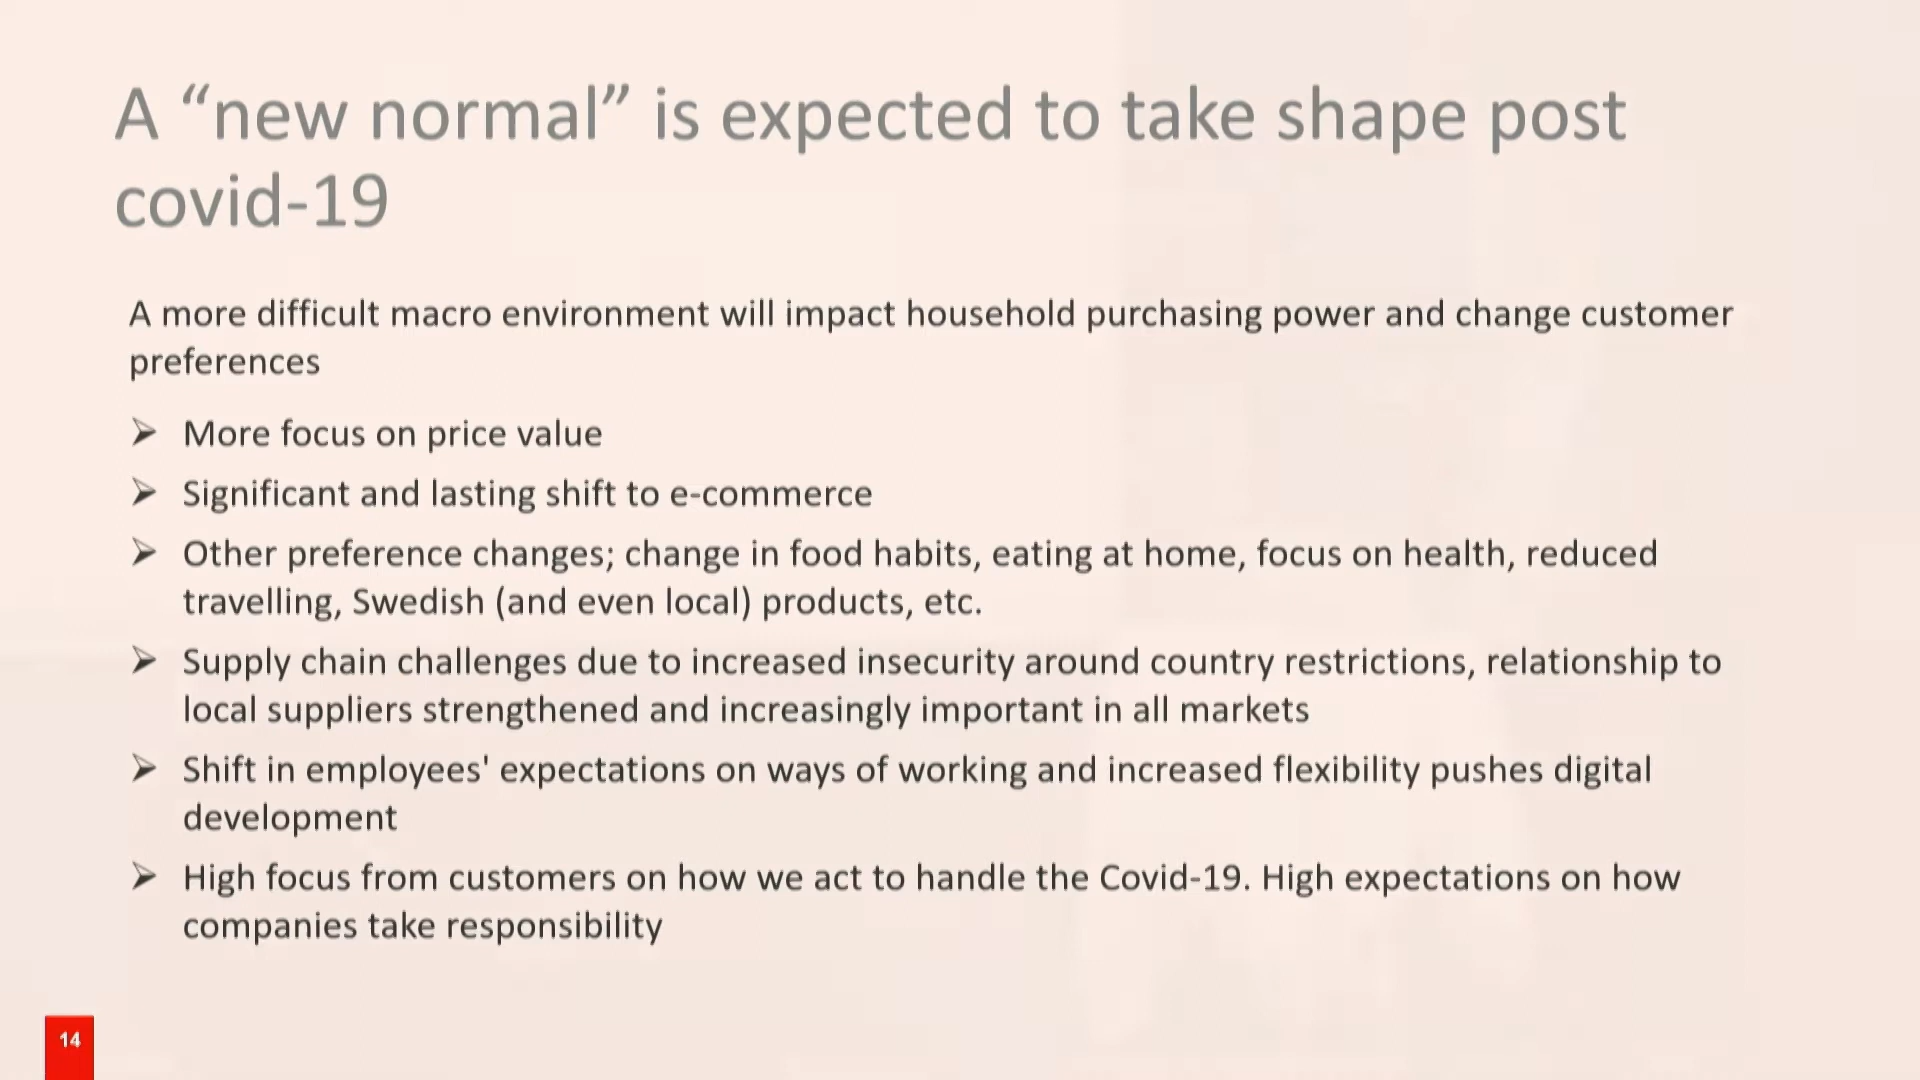 A “new normal” is expected to take shape post
covid-19
A more difficult macro environment will impact household purchasing power and change customer
preferences
➢ More focus on price value
➢ Significant and lasting shift to e-commerce
➢ Other preference changes; change in food habits, eating at home, focus on health, reduced
travelling, Swedish (and even local) products, etc.
➢ Supply chain challenges due to increased insecurity around country restrictions, relationship to
local suppliers strengthened and increasingly important in all markets
➢ Shift in employees' expectations on ways of working and increased flexibility pushes digital
development
➢ High focus from customers on how we act to handle the Covid-19. High expectations on how
companies take responsibility
14